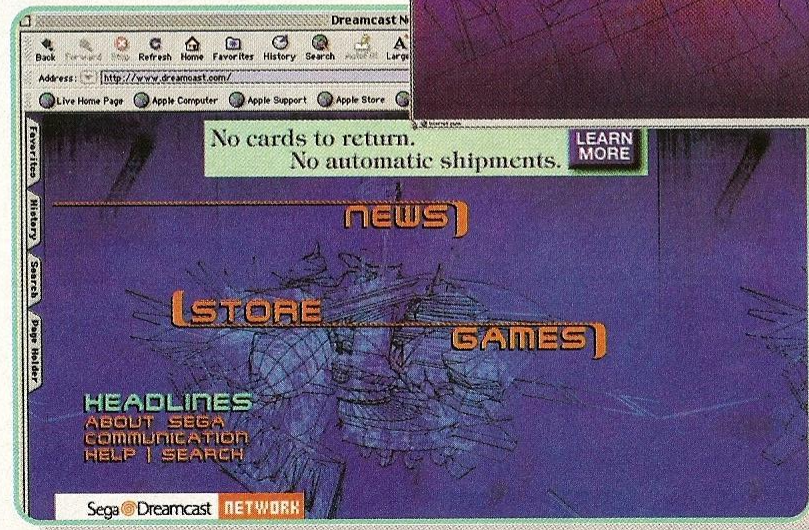 Dreamcast N
Back Forward Stop Refresh Home Favorites History Search AutoFill Large
Address: http://www.dreamcast.com/
Live Home Page Apple Computer Apple Support Apple Store
Favorites
History
Search
Page Holder
No cards to return.
No automatic shipments.
LEARN
MORE
NEWS
STORE
GAMES
HEADLINES
ABOUT SEGA
COMMUNICATION
HELP | SEARCH
Sega Dreamcast NETWORK